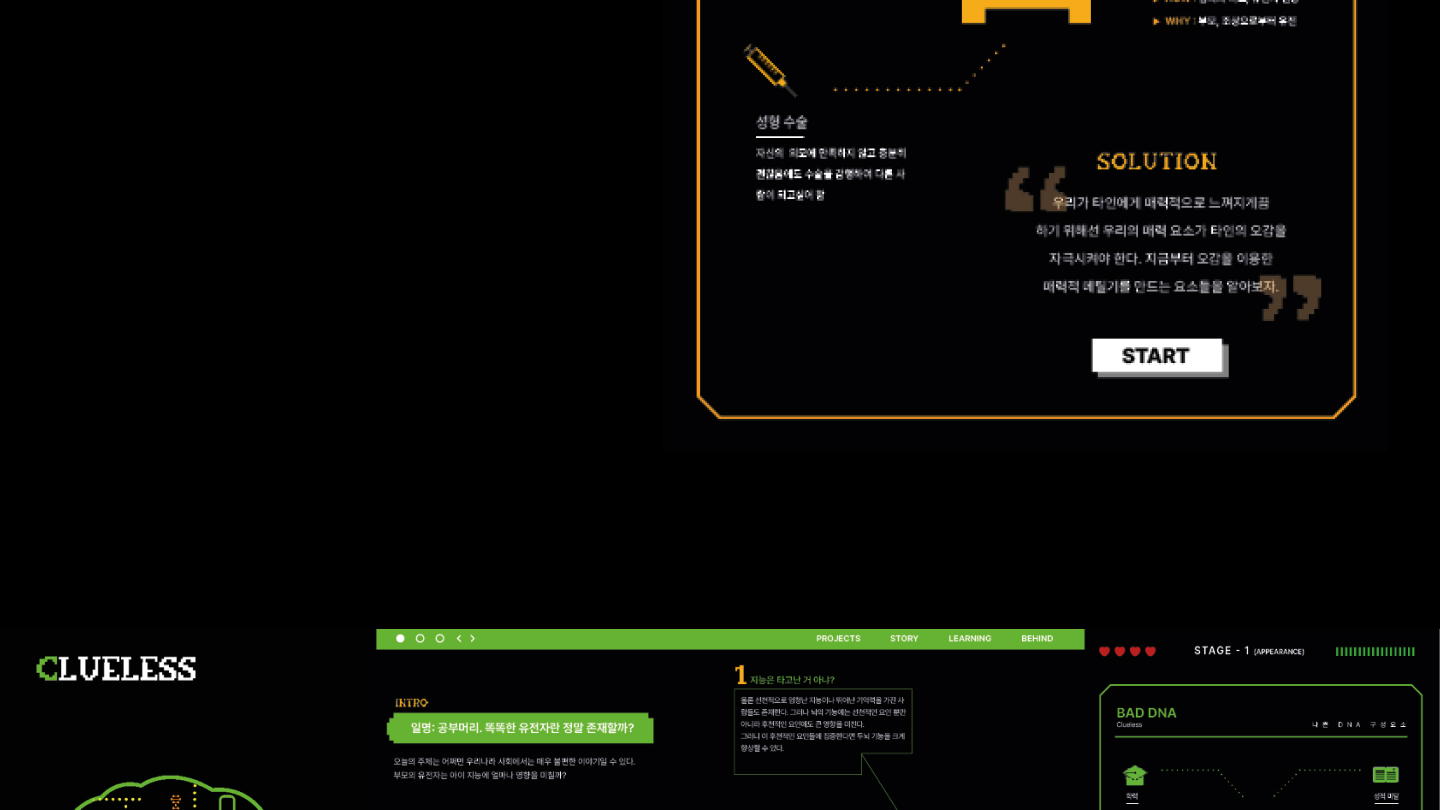 WHY : 부모, 조상으로부터 유전
성형 수술
자신의 외모에 만족하지 않고 충분히
괜찮음에도 수술을 감행하여 다른 사
람이 되고싶어 함
SOLUTION
“
우리가 타인에게 매력적으로 느껴지게끔
하기 위해선 우리의 매력 요소가 타인의 오감을
자극시켜야 한다. 지금부터 오감을 이용한
매력적 메릴기를 만드는 요소들을 알아보자.
”
START
CLUELESS
PROJECTS STORY LEARNING BEHIND
INTRO
일명: 공부머리. 똑똑한 유전자란 정말 존재할까?
오늘의 주제는 어쩌면 우리나라 사회에서는 매우 불편한 이야기일 수 있다.
부모의 유전자는 아이 지능에 얼마나 영향을 미칠까?
1 지능은 타고난 거 아냐?
물론 선천적으로 엄청난 지능이나 뛰어난 기억력을 가진 사
람들도 존재한다. 그러나 뇌의 기능에는 선천적인 요인 뿐만
아니라 후천적인 요인에도 큰 영향을 미친다.
그러니 이 후천적인 요인들에 집중한다면 두뇌 기능을 크게
향상될 수 있다.
STAGE - 1 (APPEARANCE)
BAD DNA
Clueless
나쁜 DNA 구성요소
학력
성적 미달